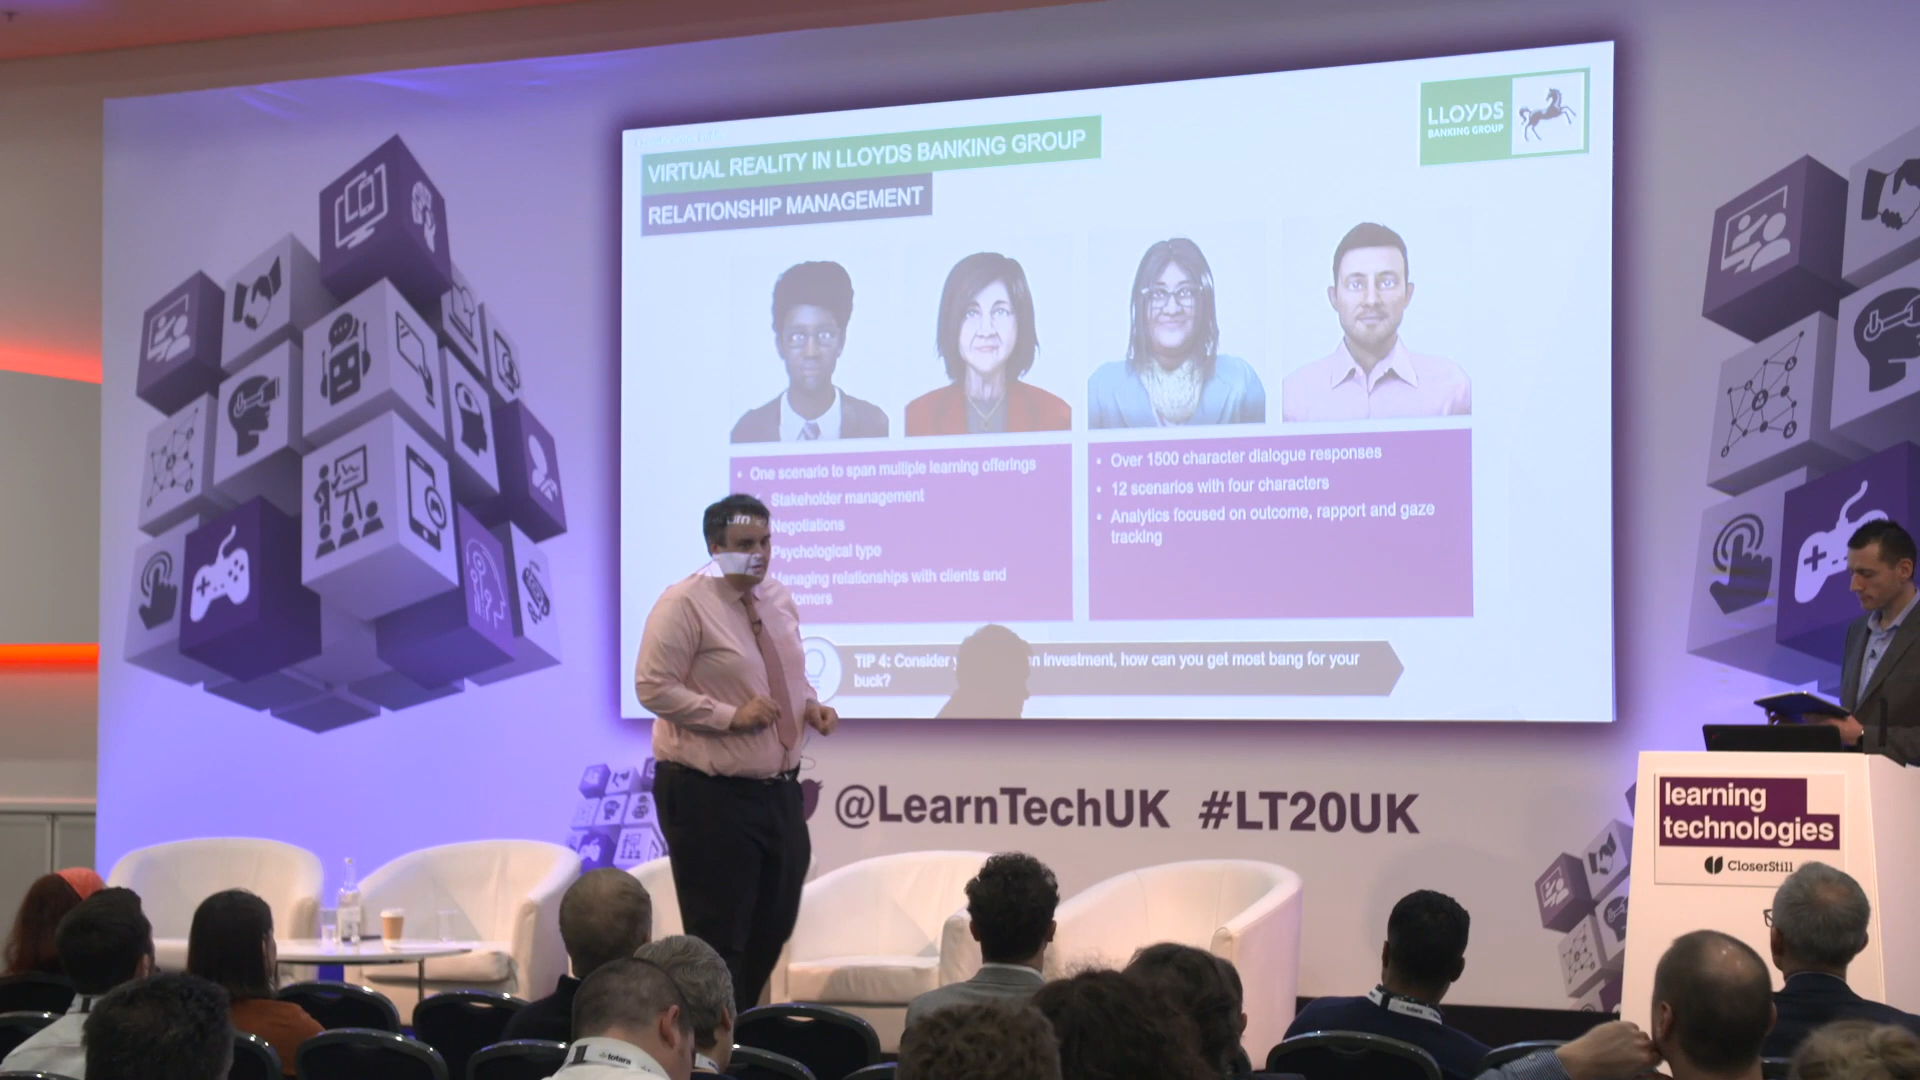 VIRTUAL REALITY IN LLOYDS BANKING GROUP
RELATIONSHIP MANAGEMENT
LLOYDS
BANKING GROUP
• One scenario to span multiple learning offerings
Stakeholder management
Negotiations
Psychological type
Managing relationships with clients and
• Over 1500 character dialogue responses
• 12 scenarios with four characters
• Analytics focused on outcome, rapport and gaze
tracking
TIP 4: Consider investment, how can you get most bang for your
buck?
@LearnTechUK #LT20UK
learning
technologies
CloserStill
totara